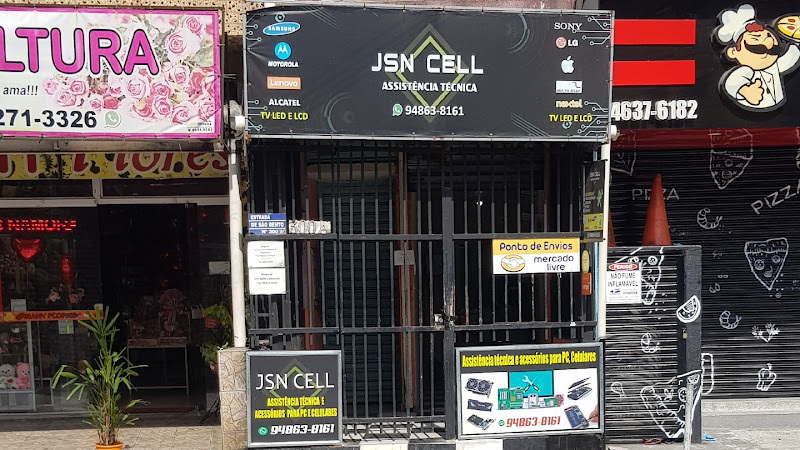 LTURA
ama!!!
271-3326
SAMSUNG
MOTOROLA
Lenovo
ALCATEL
TV LED E LCD
JSN CELL
ASSISTÊNCIA TÉCNICA
94863-8161
SONY
LG
nextel
TV LED E LCD
4637-6182
PIZZA
PIZZA
ESTRADA
DE SÃO BENTO
Ponto de Envios
mercado
livre
PERIGO
NÃO FUME
INFLAMÁVEL
JSN CELL
ASSISTÊNCIA TÉCNICA E
ACESSÓRIOS PARA PC E CELULARES
94863-8161
Assistência técnica e acessórios para PC, Celulares
94863-8161